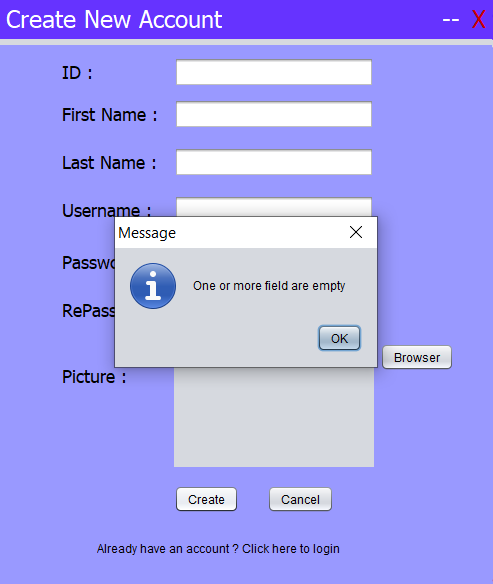 Create New Account -- X
ID :
First Name :
Last Name :
Username :
Message
Passwo
One or more field are empty
RePass
OK
Browser
Picture :
Create Cancel
Already have an account ? Click here to login